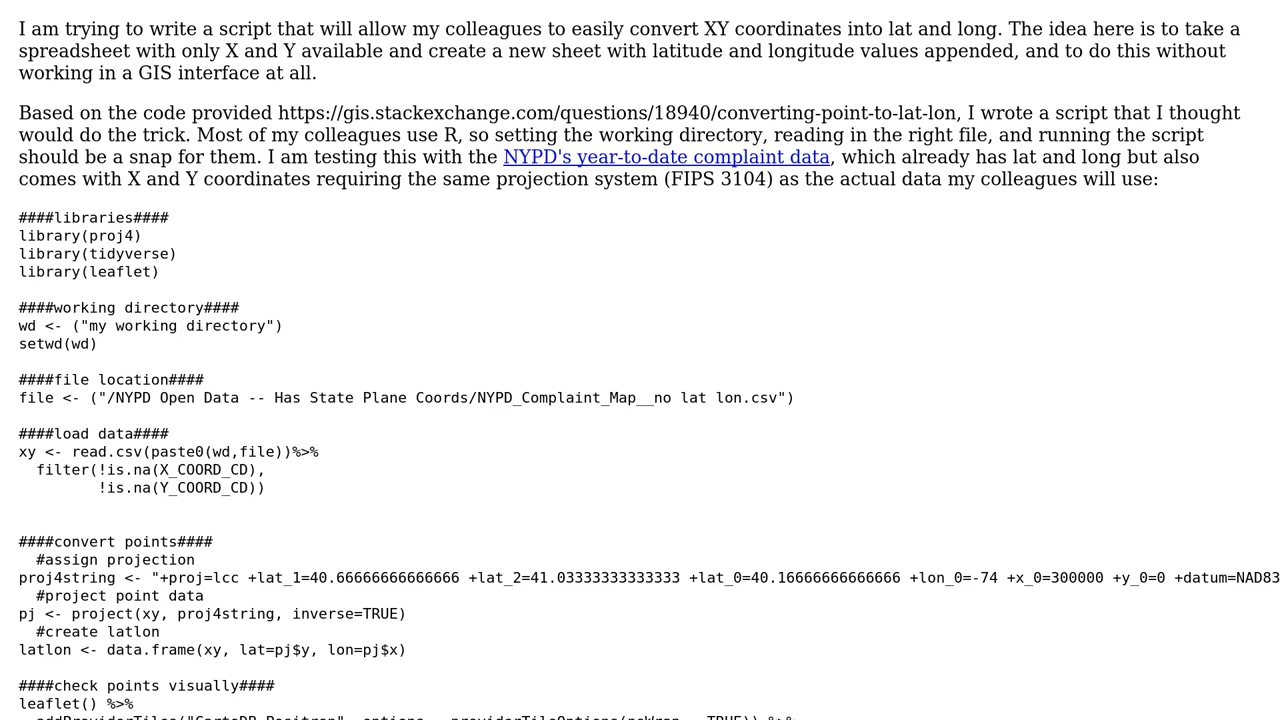 I am trying to write a script that will allow my colleagues to easily convert XY coordinates into lat and long. The idea here is to take a
spreadsheet with only X and Y available and create a new sheet with latitude and longitude values appended, and to do this without
working in a GIS interface at all.
Based on the code provided https://gis.stackexchange.com/questions/18940/converting-point-to-lat-lon, I wrote a script that I thought
would do the trick. Most of my colleagues use R, so setting the working directory, reading in the right file, and running the script
should be a snap for them. I am testing this with the NYPD's year-to-date complaint data, which already has lat and long but also
comes with X and Y coordinates requiring the same projection system (FIPS 3104) as the actual data my colleagues will use:
####libraries####
library(proj4)
library(tidyverse)
library(leaflet)
####working directory####
wd <- ("my working directory")
setwd(wd)
####file location####
file <- ("/NYPD Open Data -- Has State Plane Coords/NYPD_Complaint_Map__no lat lon.csv")
####load data####
xy <- read.csv(paste0(wd,file))%>%
  filter(!is.na(X_COORD_CD),
         !is.na(Y_COORD_CD))
####convert points####
  #assign projection
proj4string <- "+proj=lcc +lat_1=40.66666666666666 +lat_2=41.03333333333333 +lat_0=40.16666666666666 +lon_0=-74 +x_0=300000 +y_0=0 +datum=NAD83
  #project point data
pj <- project(xy, proj4string, inverse=TRUE)
  #create latlon
latlon <- data.frame(xy, lat=pj$y, lon=pj$x)
####check points visually####
leaflet() %>%
  addProviderTiles("CartoDB.Positron", options = providerTileOptions(noWrap = TRUE)) %>%